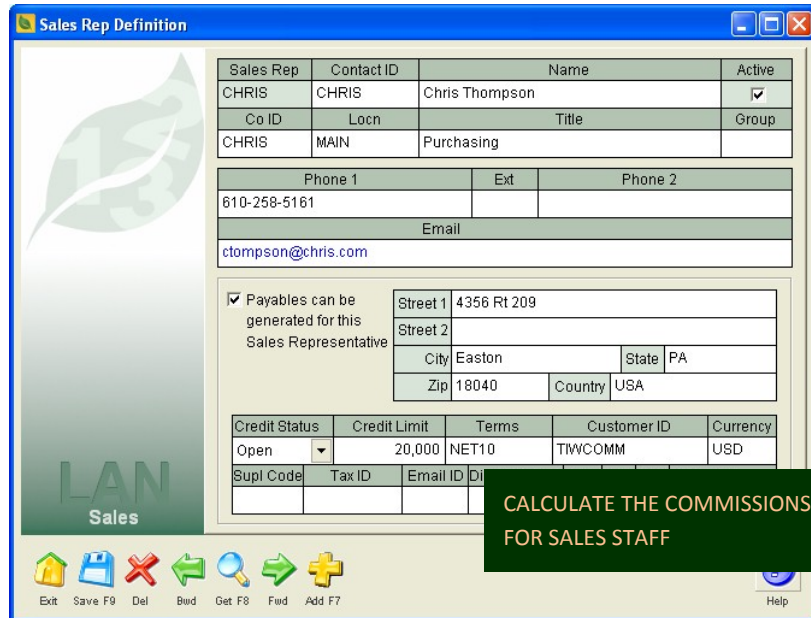 Sales Rep Definition
Sales Rep Contact ID Name Active
CHRIS CHRIS Chris Thompson
Co ID Locn Title Group
CHRIS MAIN Purchasing
Phone 1 Ext Phone 2
610-258-5161
Email
ctompson@chris.com
Payables can be
generated for this
Sales Representative
Street 1 4356 Rt 209
Street 2
City Easton State PA
Zip 18040 Country USA
Credit Status Credit Limit Terms Customer ID Currency
Open 20,000 NET10 TIWCOMM USD
Supl Code Tax ID Email ID
CALCULATE THE COMMISSIONS
FOR SALES STAFF
LAN
Sales
Exit Save F9 Del Bwd Get F8 Fwd Add F7 Help